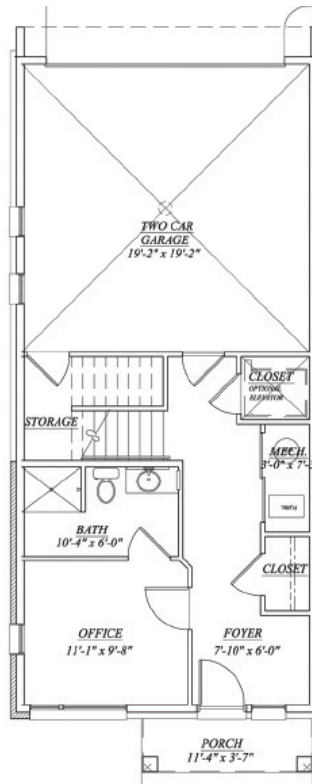 TWO CAR
GARAGE
19'-2" x 19'-2"
CLOSET
OPTIONAL
ELEVATOR
STORAGE
MECH.
3'-0" x 7'-
FURN.
BATH
10'-4" x 6'-0"
CLOSET
OFFICE
11'-1" x 9'-8"
FOYER
7'-10" x 6'-0"
PORCH
11'-4" x 3'-7"